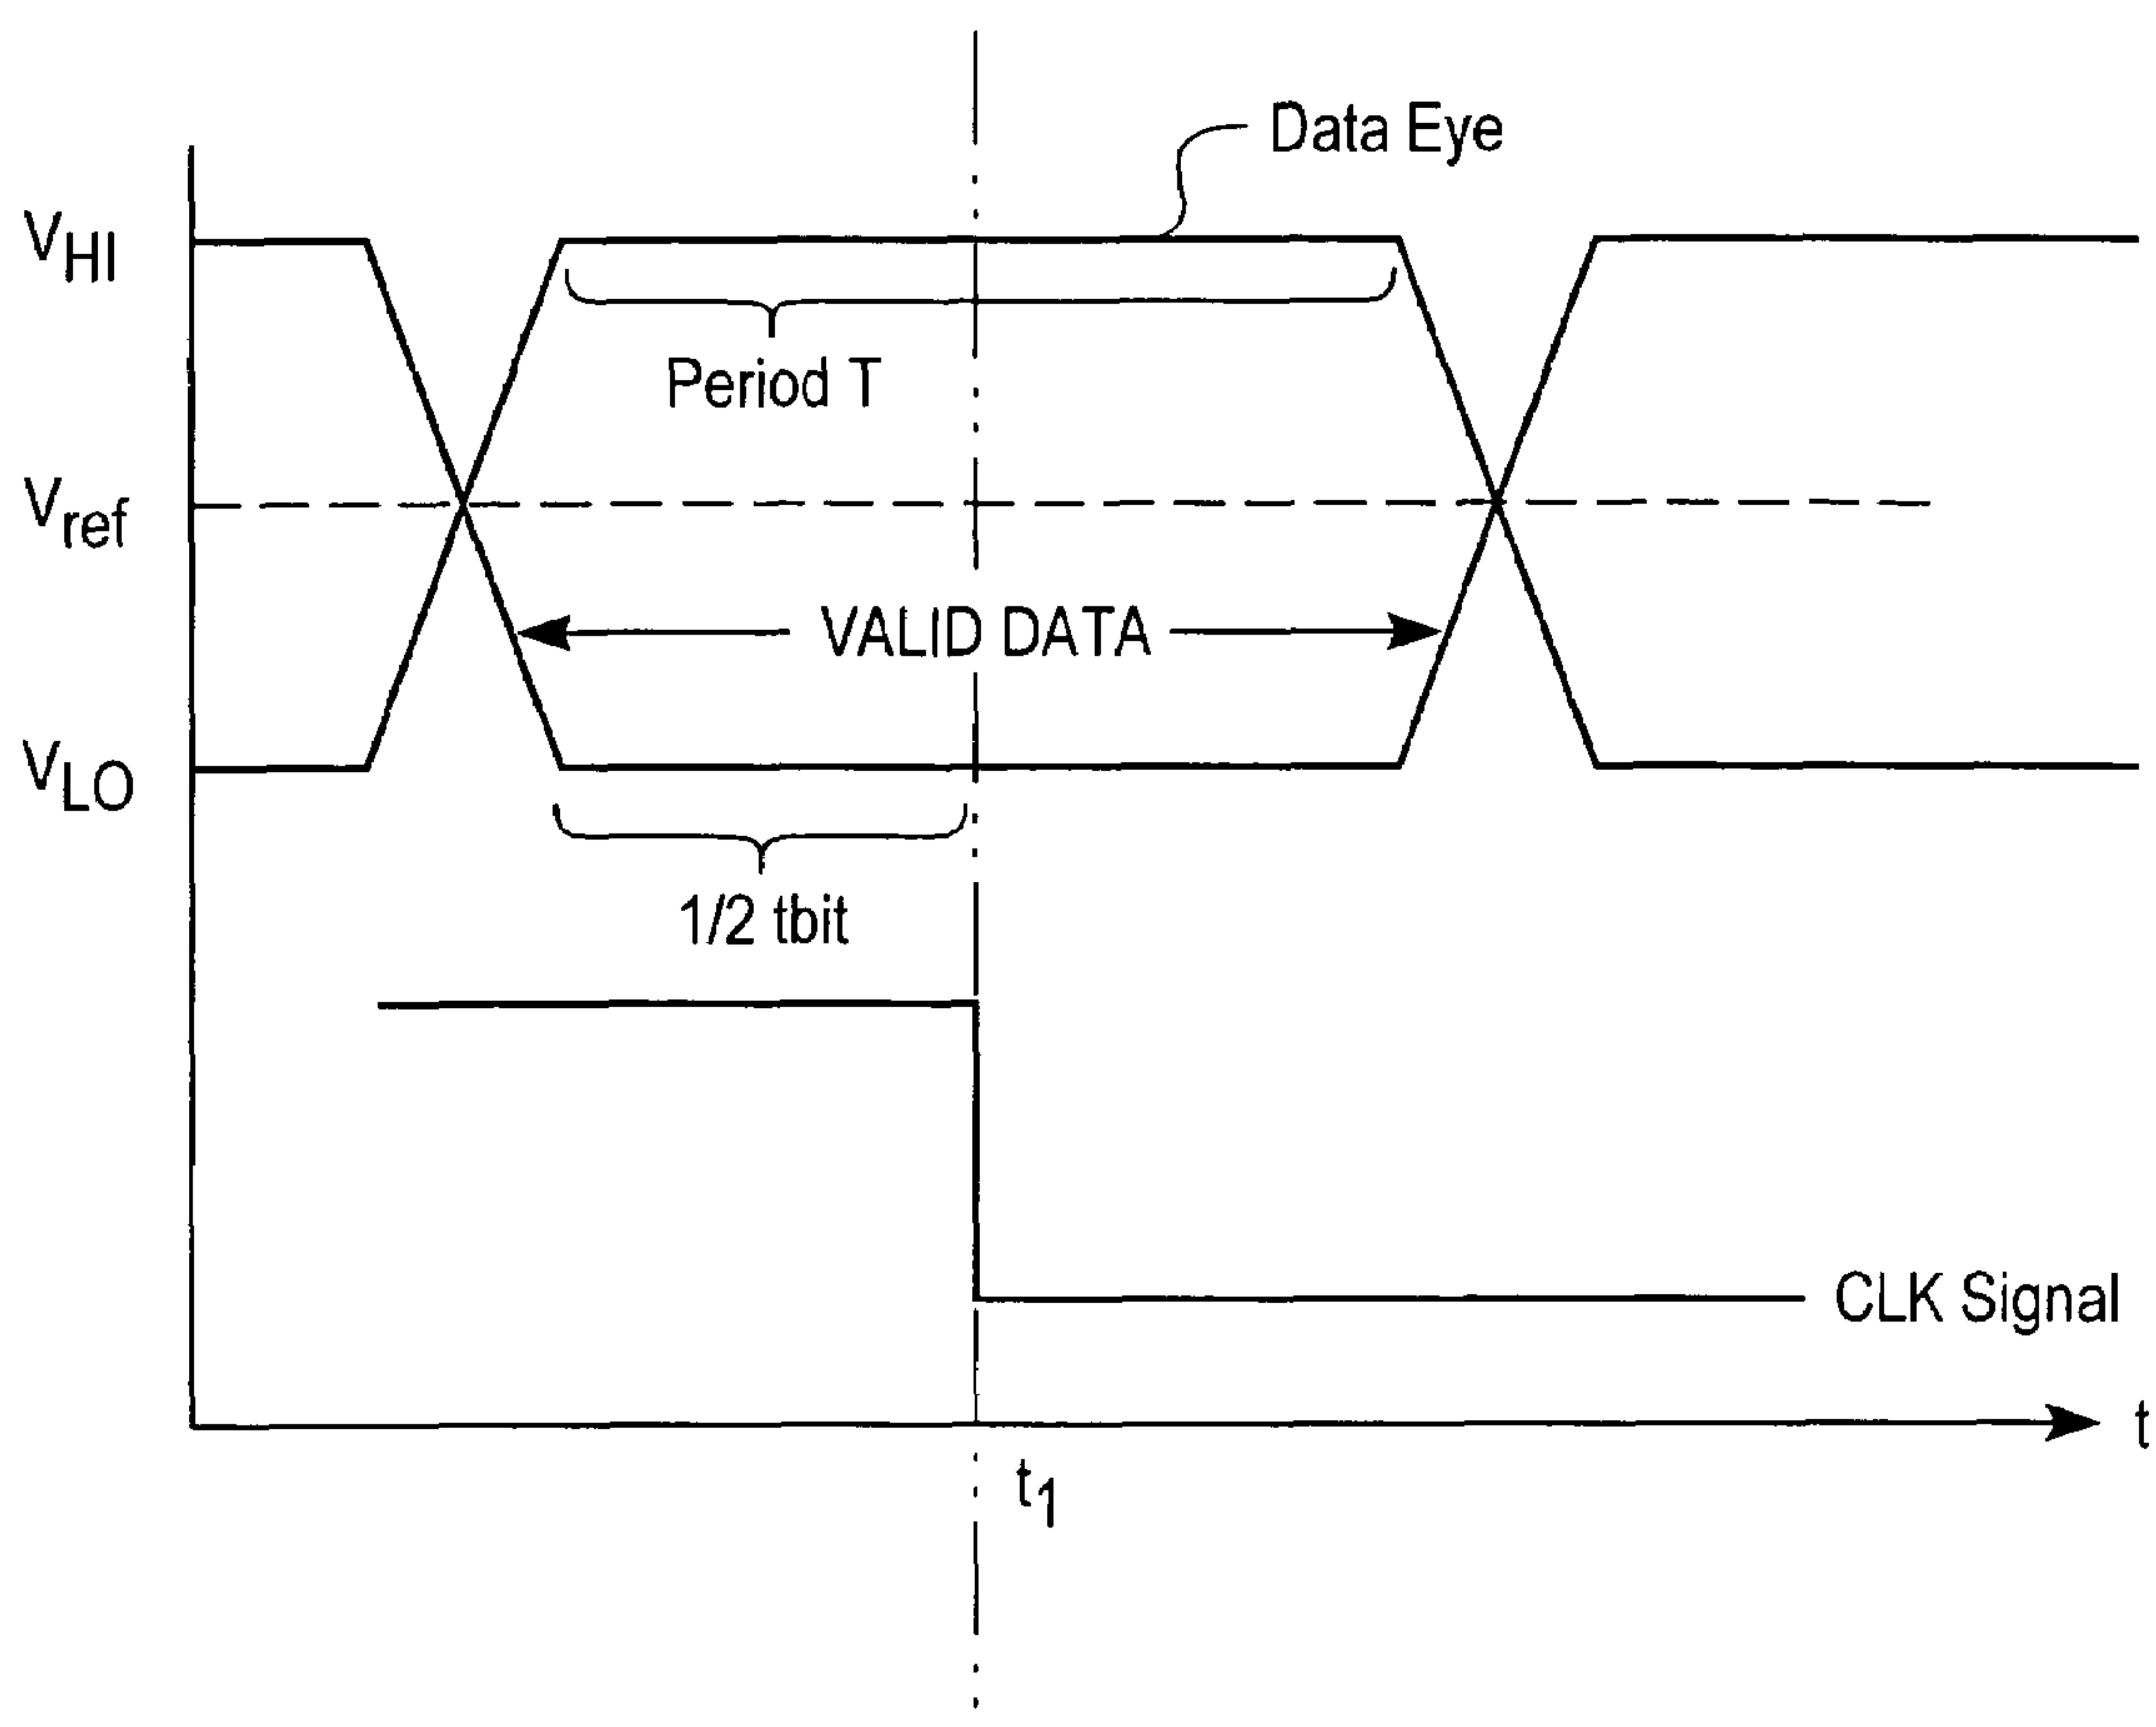 Data Eye
VHI
Period T
Vref
VALID DATA
VLO
1/2 tbit
CLK Signal
t
t1